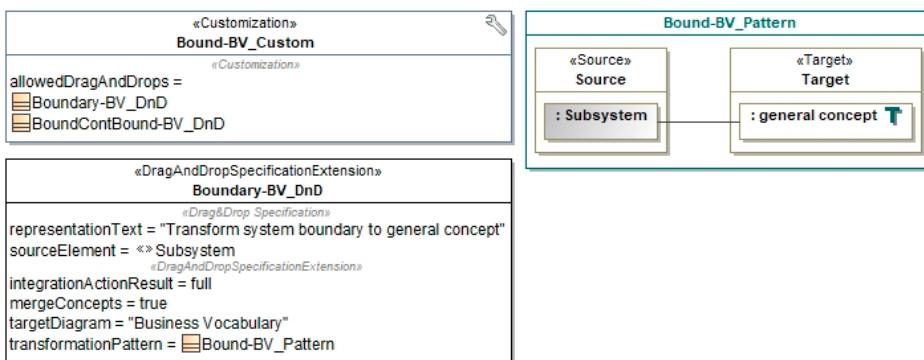 «Customization»
Bound-BV_Custom
«Customization»
allowedDragAndDrops =
Boundary-BV_DnD
BoundContBound-BV_DnD
«DragAndDropSpecificationExtension»
Boundary-BV_DnD
«Drag&Drop Specification»
representationText = "Transform system boundary to general concept"
sourceElement = «»Subsystem
«DragAndDropSpecificationExtension»
integrationActionResult = full
mergeConcepts = true
targetDiagram = "Business Vocabulary"
transformationPattern = Bound-BV_Pattern
Bound-BV_Pattern
«Source»
Source
: Subsystem
«Target»
Target
: general concept